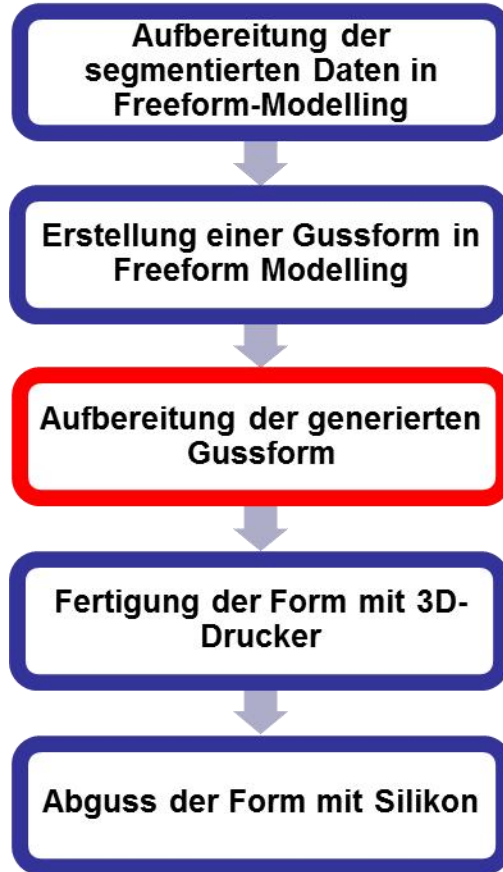 Aufbereitung der
segmentierten Daten in
Freeform-Modelling
Erstellung einer Gussform in
Freeform Modelling
Aufbereitung der generierten
Gussform
Fertigung der Form mit 3D-
Drucker
Abguss der Form mit Silikon